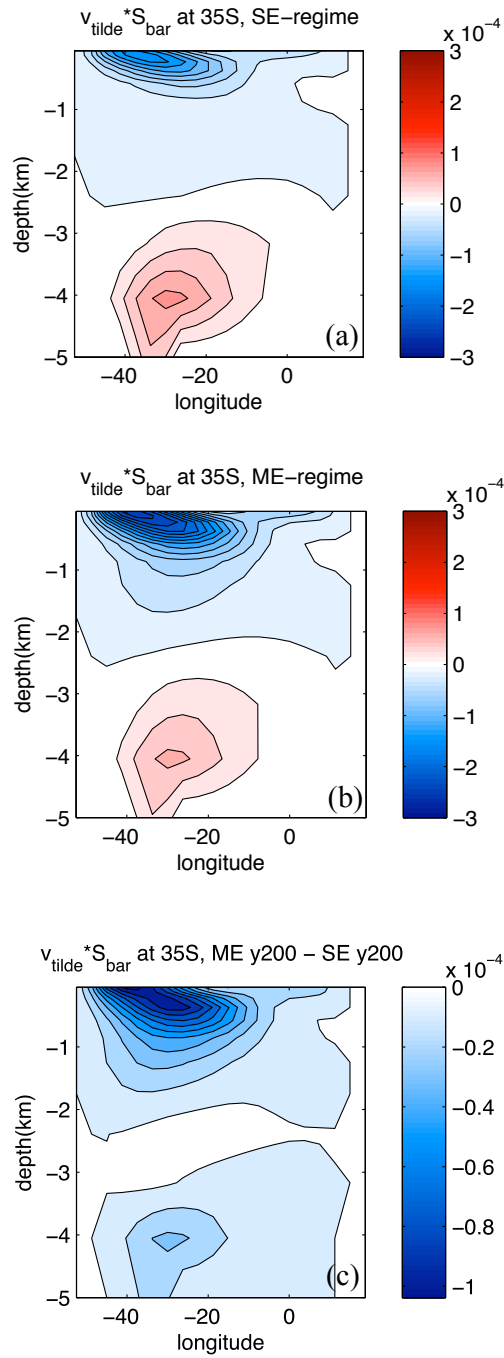 v_tilde*S_bar at 35S, SE−regime
x 10^−4
3
2
1
0
−1
−2
−3
−1
−2
−3
−4
−5
depth(km)
(a)
−40 −20 0
longitude
v_tilde*S_bar at 35S, ME−regime
x 10^−4
3
2
1
0
−1
−2
−3
−1
−2
−3
−4
−5
depth(km)
(b)
−40 −20 0
longitude
v_tilde*S_bar at 35S, ME y200 − SE y200
x 10^−4
0
−0.2
−0.4
−0.6
−0.8
−1
−1
−2
−3
−4
−5
depth(km)
(c)
−40 −20 0
longitude